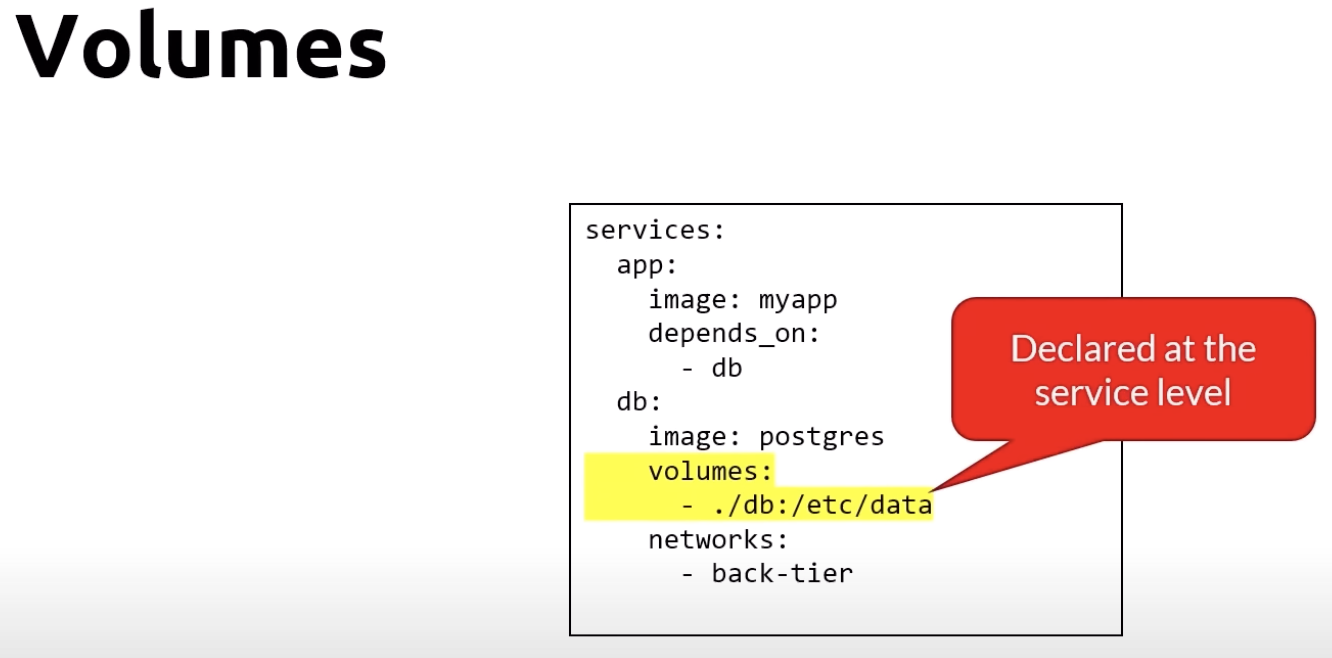 Volumes
services:
  app:
    image: myapp
    depends_on:
      - db
  db:
    image: postgres
    volumes:
      - ./db:/etc/data
    networks:
      - back-tier
Declared at the
service level